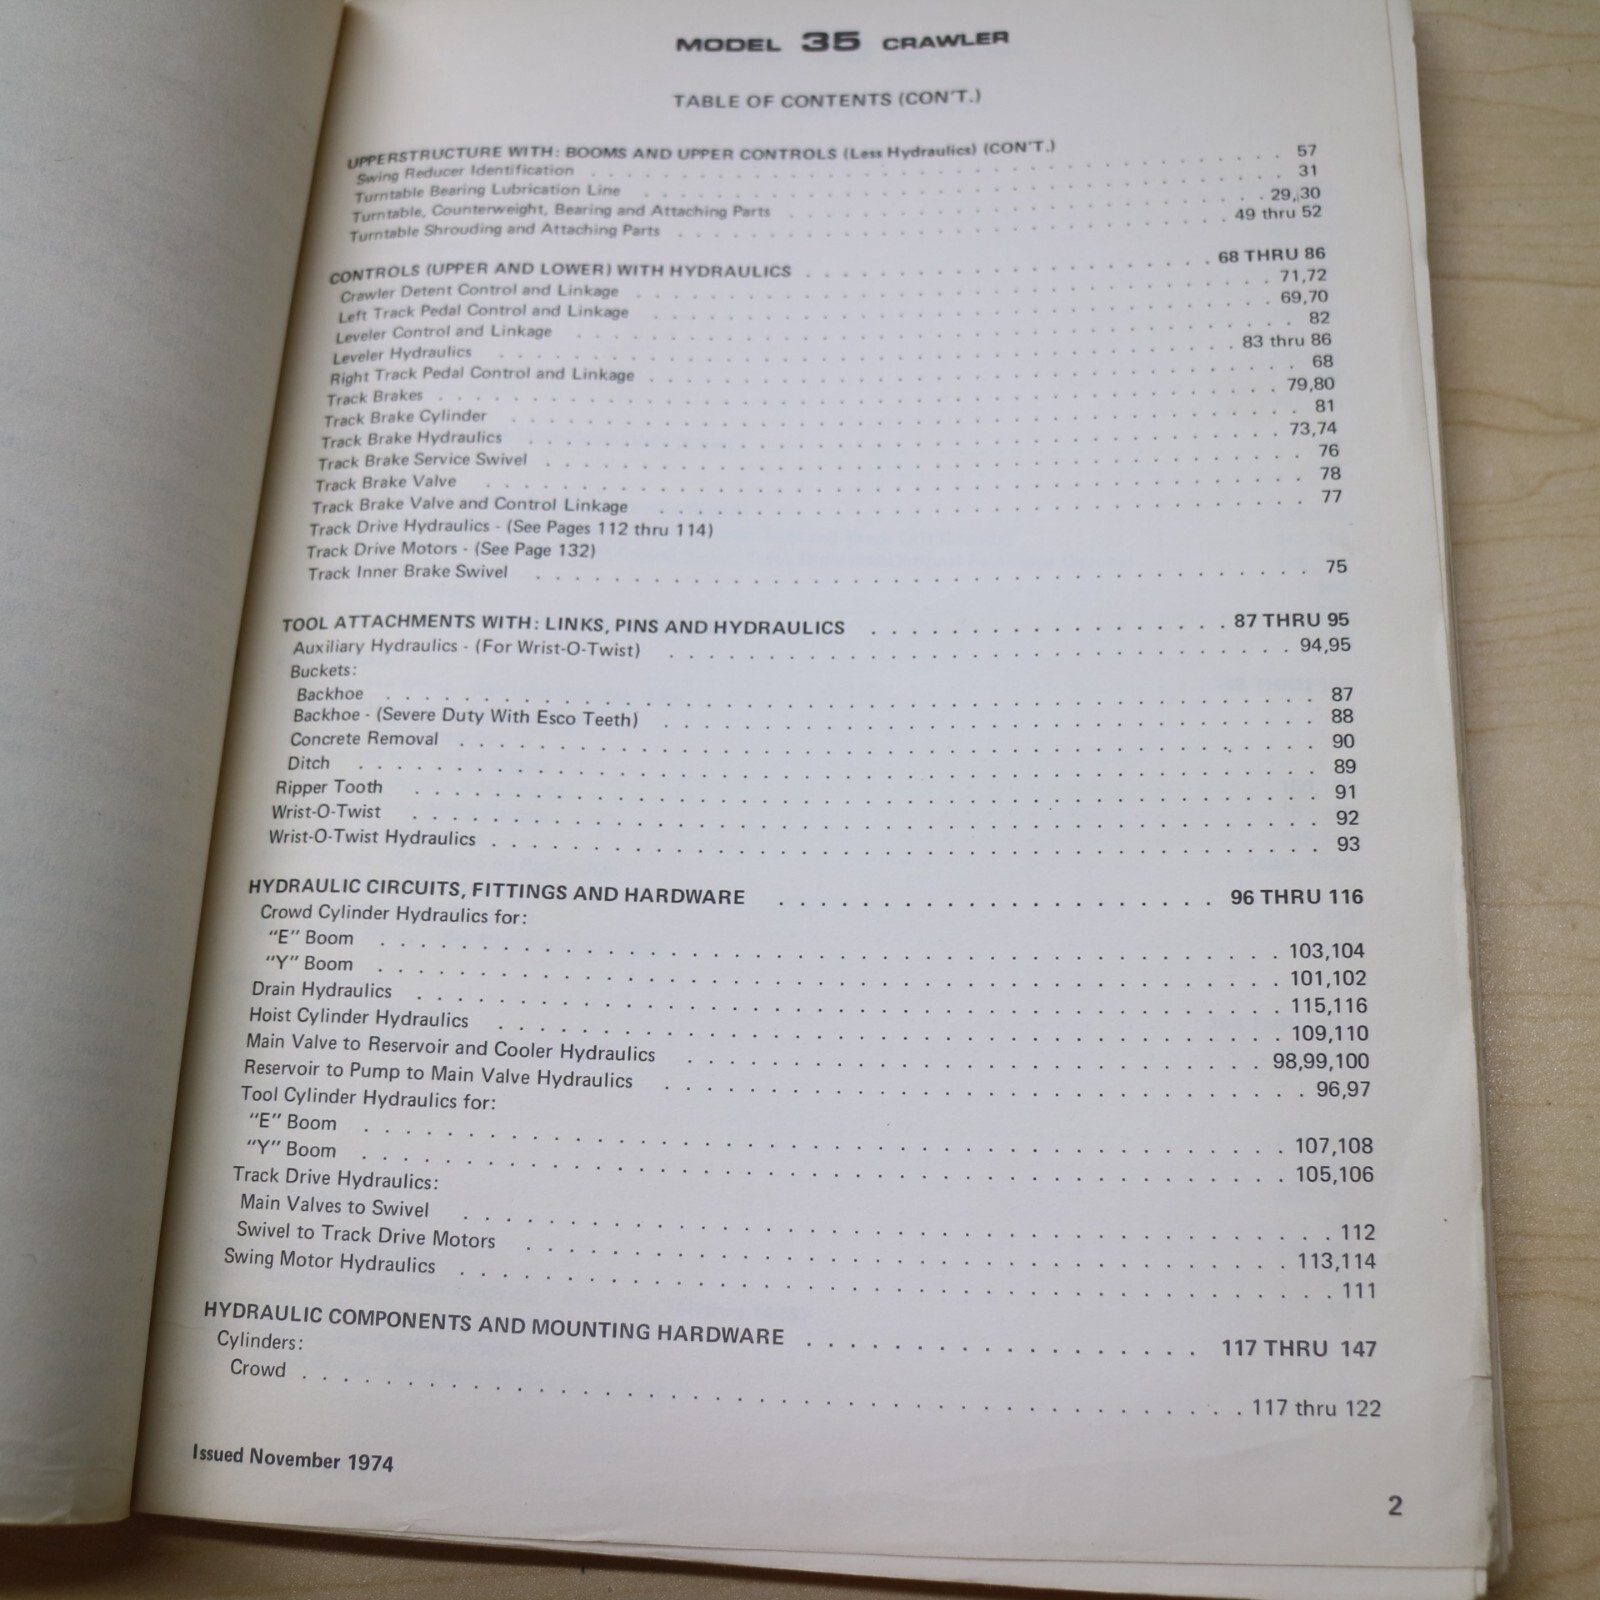 MODEL 35 CRAWLER
TABLE OF CONTENTS (CON'T.)
UPPERSTRUCTURE WITH: BOOMS AND UPPER CONTROLS (Less Hydraulics) (CON'T.)
Swing Reducer Identification 57
Turntable Bearing Lubrication Line 31
Turntable, Counterweight, Bearing and Attaching Parts 29,30
Turntable Shrouding and Attaching Parts 49 thru 52
CONTROLS (UPPER AND LOWER) WITH HYDRAULICS 68 THRU 86
Crawler Detent Control and Linkage 71,72
Left Track Pedal Control and Linkage 69,70
Leveler Control and Linkage 82
Leveler Hydraulics 83 thru 86
Right Track Pedal Control and Linkage 68
Track Brakes 79,80
Track Brake Cylinder 81
Track Brake Hydraulics 73,74
Track Brake Service Swivel 76
Track Brake Valve 78
Track Brake Valve and Control Linkage 77
Track Drive Hydraulics - (See Pages 112 thru 114)
Track Drive Motors - (See Page 132)
Track Inner Brake Swivel 75
TOOL ATTACHMENTS WITH: LINKS, PINS AND HYDRAULICS 87 THRU 95
Auxiliary Hydraulics - (For Wrist-O-Twist) 94,95
Buckets:
Backhoe 87
Backhoe - (Severe Duty With Esco Teeth) 88
Concrete Removal 90
Ditch 89
Ripper Tooth 91
Wrist-O-Twist 92
Wrist-O-Twist Hydraulics 93
HYDRAULIC CIRCUITS, FITTINGS AND HARDWARE 96 THRU 116
Crowd Cylinder Hydraulics for:
"E" Boom 103,104
"Y" Boom 101,102
Drain Hydraulics 115,116
Hoist Cylinder Hydraulics 109,110
Main Valve to Reservoir and Cooler Hydraulics 98,99,100
Reservoir to Pump to Main Valve Hydraulics 96,97
Tool Cylinder Hydraulics for:
"E" Boom 107,108
"Y" Boom 105,106
Track Drive Hydraulics:
Main Valves to Swivel 112
Swivel to Track Drive Motors 113,114
Swing Motor Hydraulics 111
HYDRAULIC COMPONENTS AND MOUNTING HARDWARE 117 THRU 147
Cylinders:
Crowd 117 thru 122
Issued November 1974
2